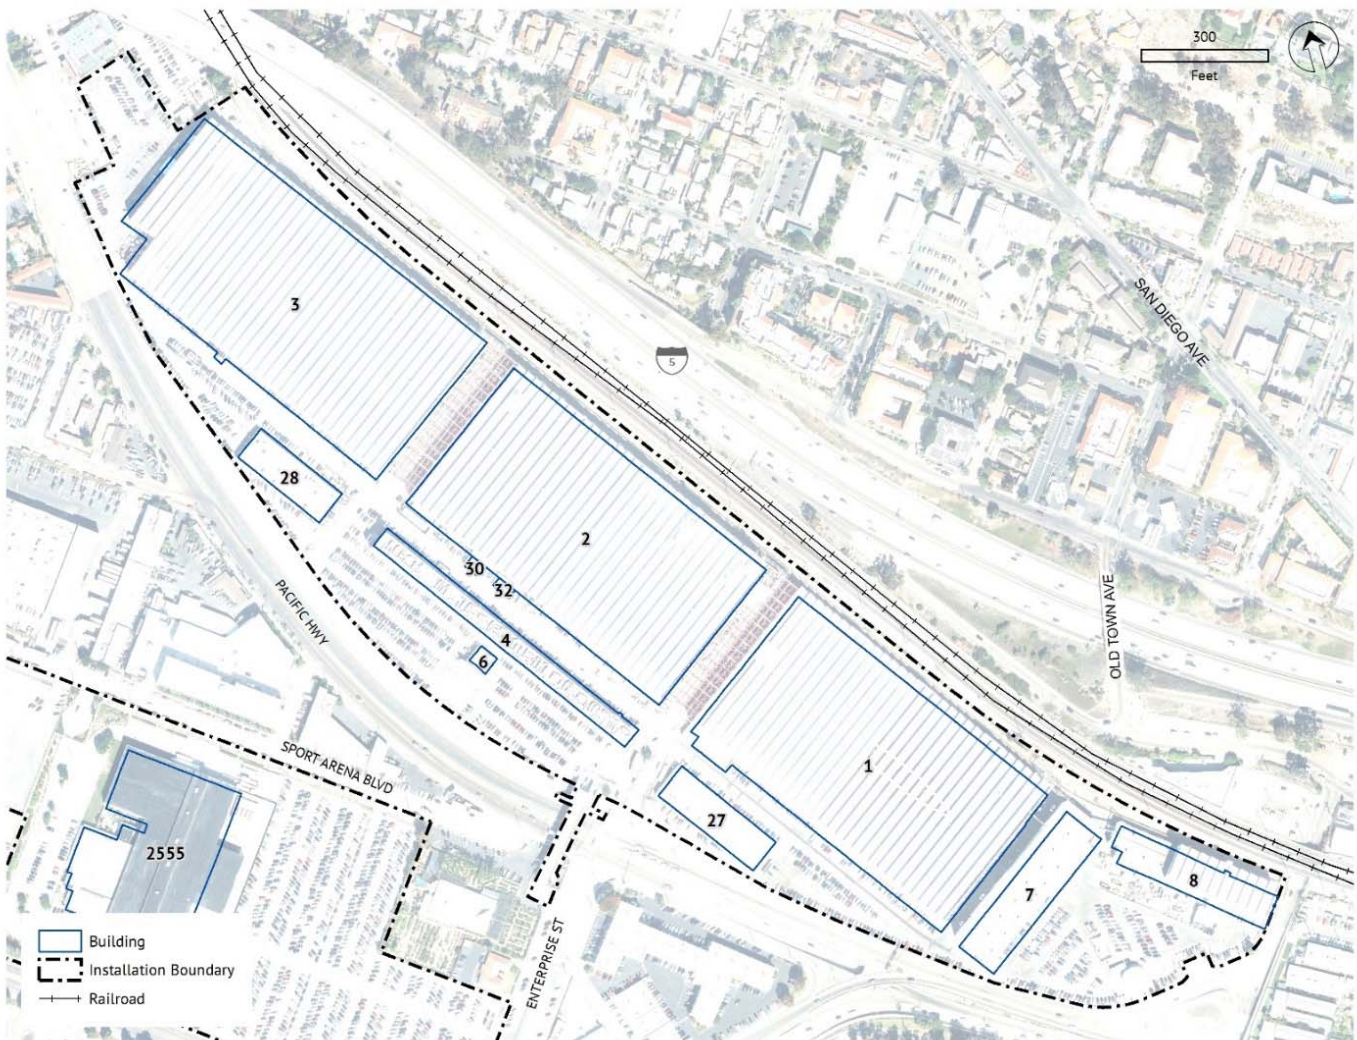 300
Feet
SAN DIEGO AVE
3
5
28
2
30
32
PACIFIC HWY
OLD TOWN AVE
4
6
SPORT ARENA BLVD
1
27
2555
8
7
ENTERPRISE ST
Building
Installation Boundary
Railroad